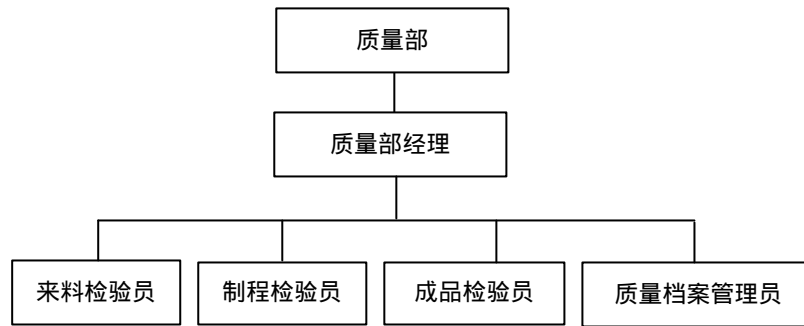 质量部
质量部经理
来料检验员
制程检验员
成品检验员
质量档案管理员